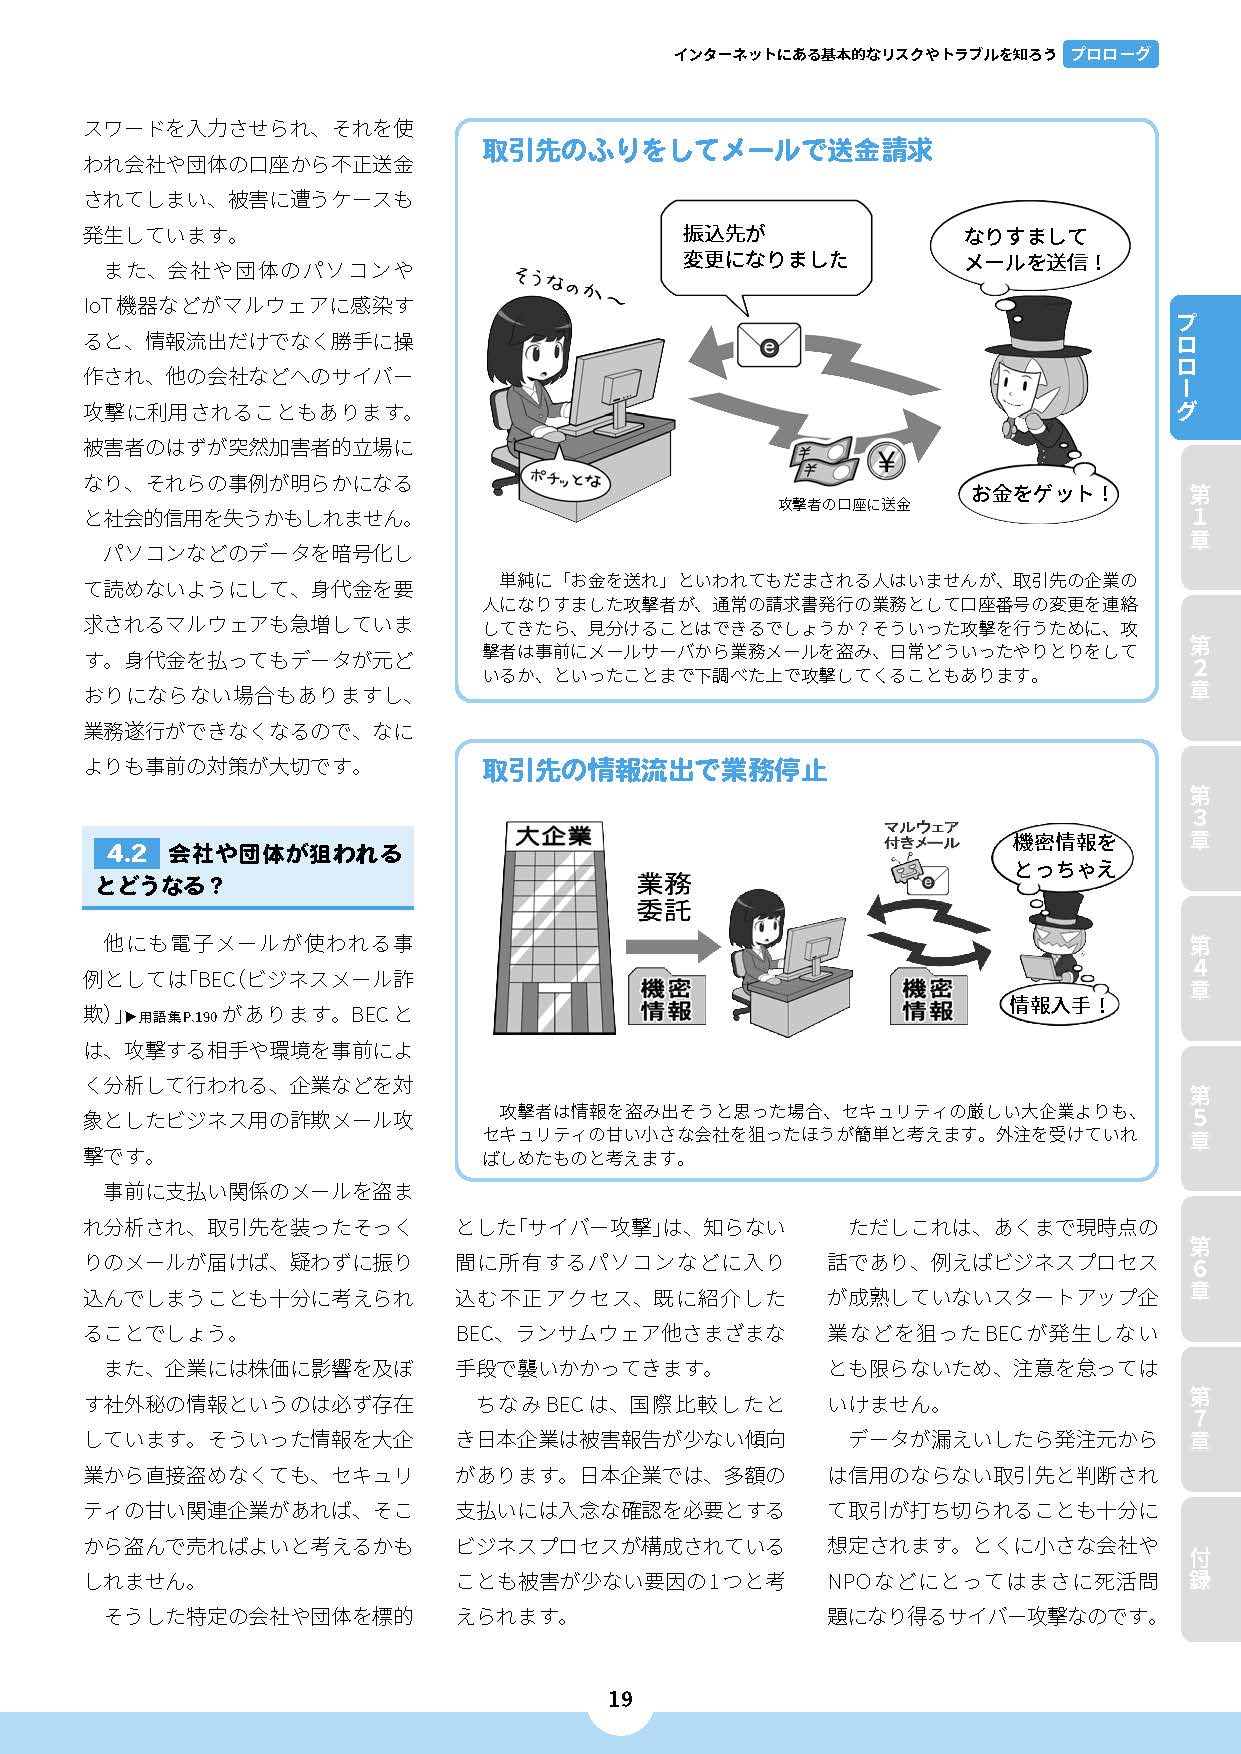 インターネットにある基本的なリスクやトラブルを知ろう プロローグ
スワードを入力させられ、それを使
われ会社や団体の口座から不正送金
されてしまい、被害に遭うケースも
発生しています。
また、会社や団体のパソコンや
IoT 機器などがマルウェアに感染す
ると、情報流出だけでなく勝手に操
作され、他の会社などへのサイバー
攻撃に利用されることもあります。
被害者のはずが突然加害者的立場に
なり、それらの事例が明らかになる
と社会的信用を失うかもしれません。
パソコンなどのデータを暗号化し
て読めないようにして、身代金を要
求されるマルウェアも急増していま
す。身代金を払ってもデータが元ど
おりにならない場合もありますし、
業務遂行ができなくなるので、なに
よりも事前の対策が大切です。
4.2 会社や団体が狙われる
とどうなる？
他にも電子メールが使われる事
例としては「BEC（ビジネスメール詐
欺）」▶用語集P.190 があります。BEC と
は、攻撃する相手や環境を事前によ
く分析して行われる、企業などを対
象としたビジネス用の詐欺メール攻
撃です。
事前に支払い関係のメールを盗ま
れ分析され、取引先を装ったそっく
りのメールが届けば、疑わずに振り
込んでしまうことも十分に考えられ
ることでしょう。
また、企業には株価に影響を及ぼ
す社外秘の情報というのは必ず存在
しています。そういった情報を大企
業から直接盗めなくても、セキュリ
ティの甘い関連企業があれば、そこ
から盗んで売ればよいと考えるかも
しれません。
そうした特定の会社や団体を標的
取引先のふりをしてメールで送金請求
振込先が
変更になりました
なりすまして
メールを送信！
そうなのか〜
e
ポチッとな
¥
¥
¥
攻撃者の口座に送金
お金をゲット！
単純に「お金を送れ」といわれてもだまされる人はいませんが、取引先の企業の
人になりすました攻撃者が、通常の請求書発行の業務として口座番号の変更を連絡
してきたら、見分けることはできるでしょうか？そういった攻撃を行うために、攻
撃者は事前にメールサーバから業務メールを盗み、日常どういったやりとりをして
いるか、といったことまで下調べた上で攻撃してくることもあります。
取引先の情報流出で業務停止
大企業
業務
委託
機密
情報
マルウェア
付きメール
e
機密情報を
とっちゃえ
機密
情報
情報入手！
攻撃者は情報を盗み出そうと思った場合、セキュリティの厳しい大企業よりも、
セキュリティの甘い小さな会社を狙ったほうが簡単と考えます。外注を受けていれ
ばしめたものと考えます。
とした「サイバー攻撃」は、知らない
間に所有するパソコンなどに入り
込む不正アクセス、既に紹介した
BEC、ランサムウェア他さまざまな
手段で襲いかかってきます。
ちなみ BEC は、国際比較したと
き日本企業は被害報告が少ない傾向
があります。日本企業では、多額の
支払いには入念な確認を必要とする
ビジネスプロセスが構成されている
ことも被害が少ない要因の1つと考
えられます。
ただしこれは、あくまで現時点の
話であり、例えばビジネスプロセス
が成熟していないスタートアップ企
業などを狙った BEC が発生しない
とも限らないため、注意を怠っては
いけません。
データが漏えいしたら発注元から
は信用のならない取引先と判断され
て取引が打ち切られることも十分に
想定されます。とくに小さな会社や
NPO などにとってはまさに死活問
題になり得るサイバー攻撃なのです。
プロローグ
第1章
第2章
第3章
第4章
第5章
第6章
第7章
付録
19